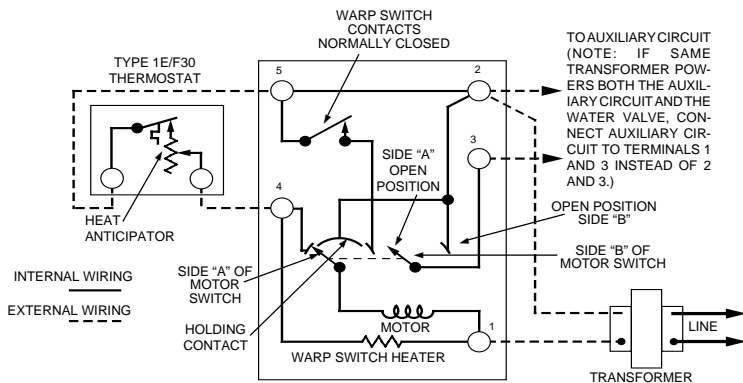 WARP SWITCH
CONTACTS
NORMALLY CLOSED
TO AUXILIARY CIRCUIT
(NOTE: IF SAME
TRANSFORMER POW-
ERS BOTH THE AUXIL-
IARY CIRCUIT AND THE
WATER VALVE, CON-
NECT AUXILIARY CIR-
CUIT TO TERMINALS 1
AND 3 INSTEAD OF 2
AND 3.)
TYPE 1E/F30
THERMOSTAT
5
2
3
SIDE "A"
OPEN
POSITION
4
HEAT
ANTICIPATOR
OPEN POSITION
SIDE "B"
SIDE "A" OF
MOTOR
SWITCH
SIDE "B" OF
MOTOR SWITCH
INTERNAL WIRING
EXTERNAL WIRING
HOLDING
CONTACT
MOTOR
1
WARP SWITCH HEATER
LINE
TRANSFORMER